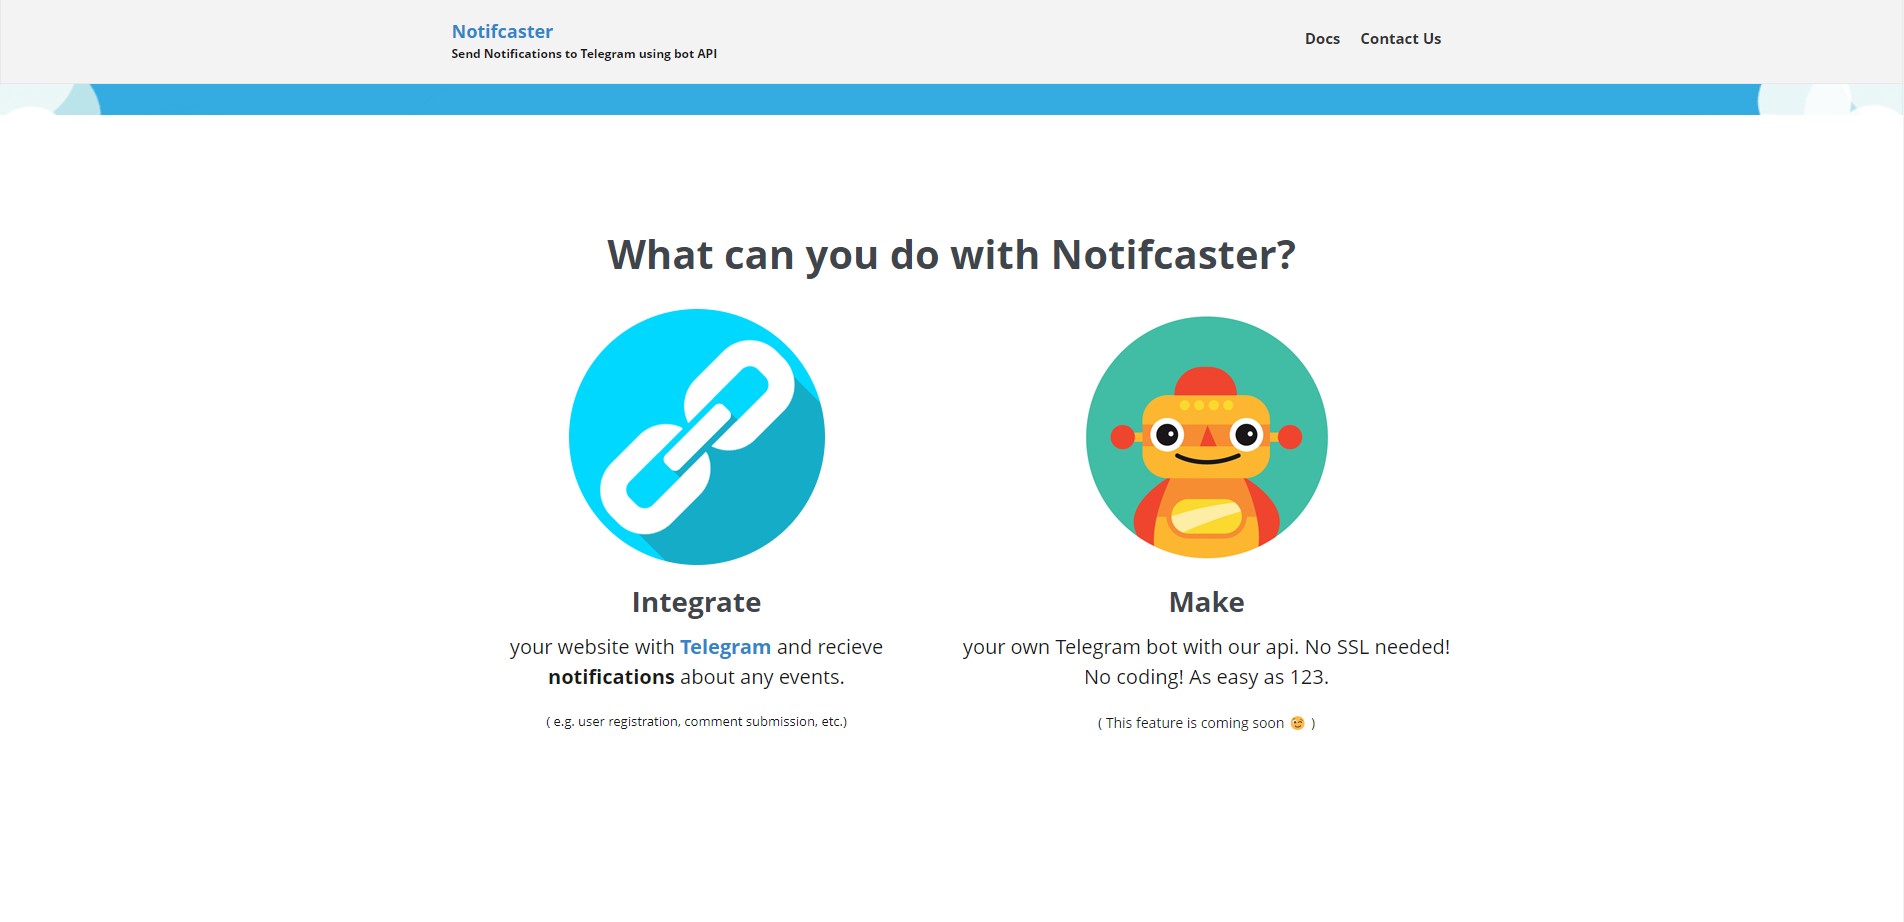 Notifcaster
Send Notifications to Telegram using bot API
Docs Contact Us
What can you do with Notifcaster?
Integrate
your website with Telegram and recieve
notifications about any events.
( e.g. user registration, comment submission, etc.)
Make
your own Telegram bot with our api. No SSL needed!
No coding! As easy as 123.
( This feature is coming soon 😉 )